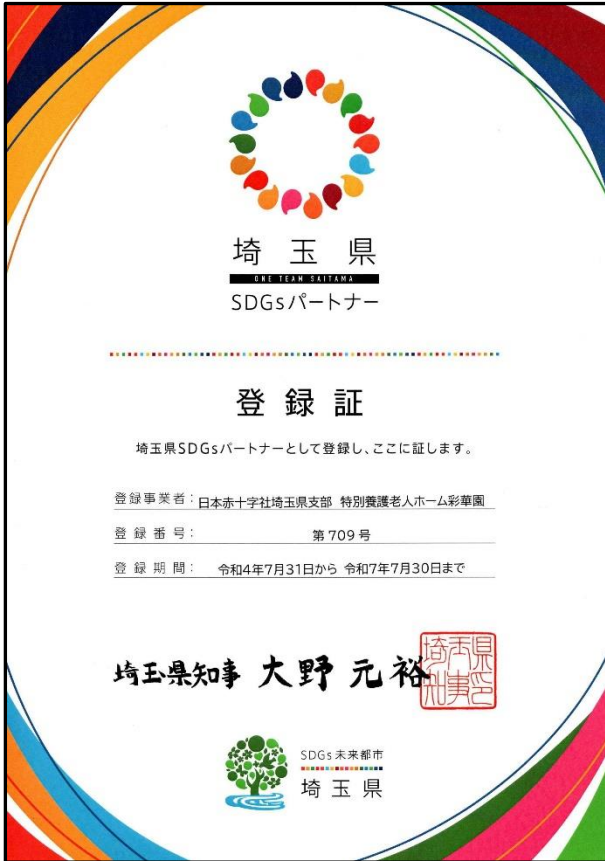 埼玉県
ONE TEAM SAITAMA
SDGsパートナー
登録証
埼玉県SDGsパートナーとして登録し、ここに証します。
登録事業者：日本赤十字社埼玉県支部 特別養護老人ホーム彩華園
登録番号：第709号
登録期間：令和4年7月31日から 令和7年7月30日まで
埼玉県知事 大野元裕
埼玉県知事印
SDGs未来都市
埼玉県